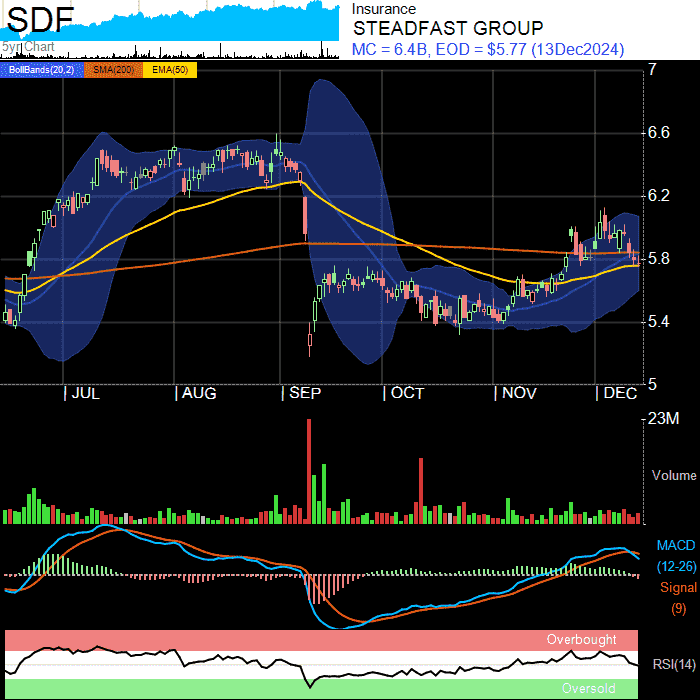 SDF
5yr Chart
Insurance
STEADFAST GROUP
MC = 6.4B, EOD = $5.77 (13Dec2024)
BollBands(20,2) SMA(200) EMA(50)
7
6.6
6.2
5.8
5.4
5
JUL AUG SEP OCT NOV DEC
23M
Volume
MACD
(12-26)
Signal
(9)
Overbought
RSI(14)
Oversold